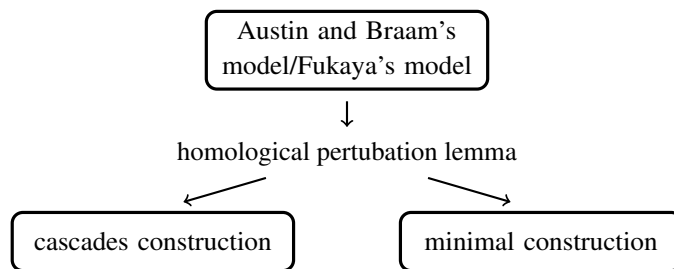 Austin and Braam's
model/Fukaya's model
homological pertubation lemma
cascades construction
minimal construction